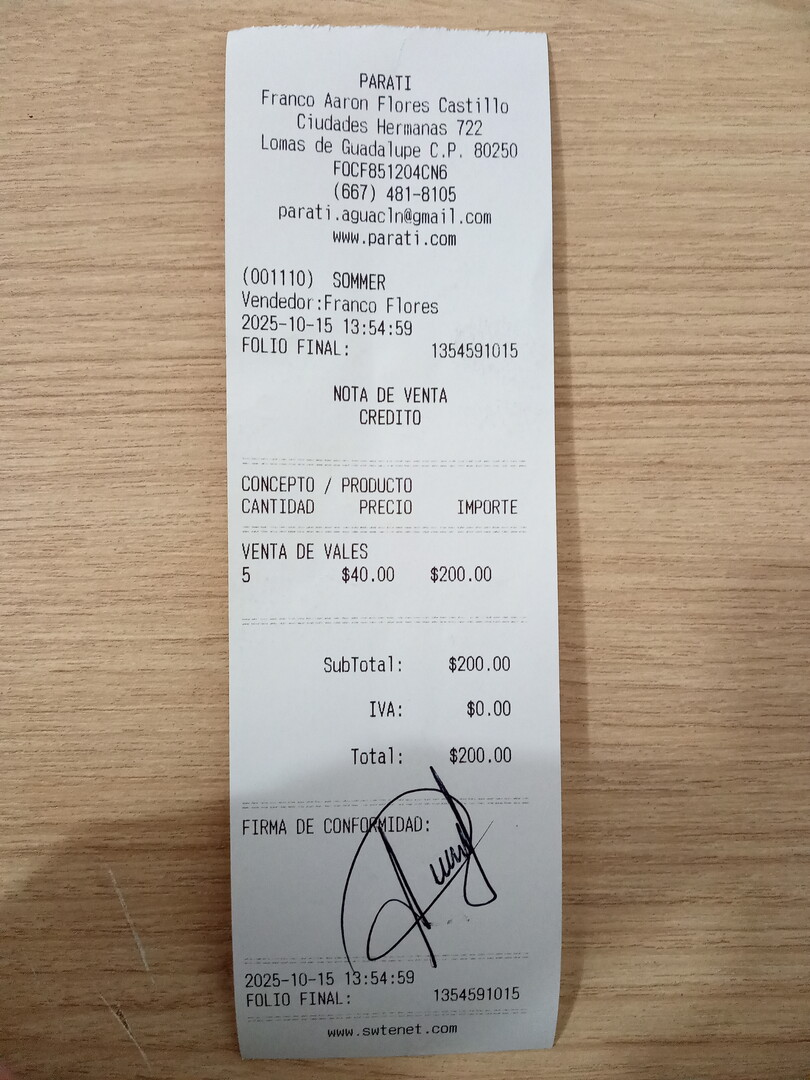 PARATI
Franco Aaron Flores Castillo
Ciudades Hermanas 722
Lomas de Guadalupe C.P. 80250
FOCF851204CN6
(667) 481-8105
parati.aguacln@gmail.com
www.parati.com
(001110) SOMMER
Vendedor:Franco Flores
2025-10-15 13:54:59
FOLIO FINAL: 1354591015
NOTA DE VENTA
CREDITO
CONCEPTO / PRODUCTO
CANTIDAD PRECIO IMPORTE
VENTA DE VALES
5 $40.00 $200.00
SubTotal: $200.00
IVA: $0.00
Total: $200.00
FIRMA DE CONFORMIDAD:
2025-10-15 13:54:59
FOLIO FINAL: 1354591015
www.swtenet.com